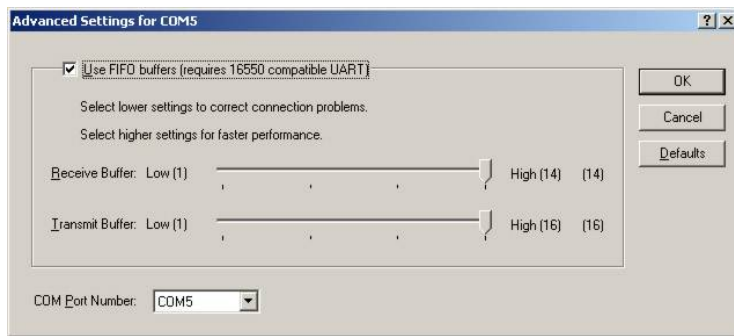 Advanced Settings for COM5
Use FIFO buffers (requires 16550 compatible UART)
Select lower settings to correct connection problems.
Select higher settings for faster performance.
Receive Buffer: Low (1) High (14) (14)
Transmit Buffer: Low (1) High (16) (16)
COM Port Number: COM5
OK
Cancel
Defaults